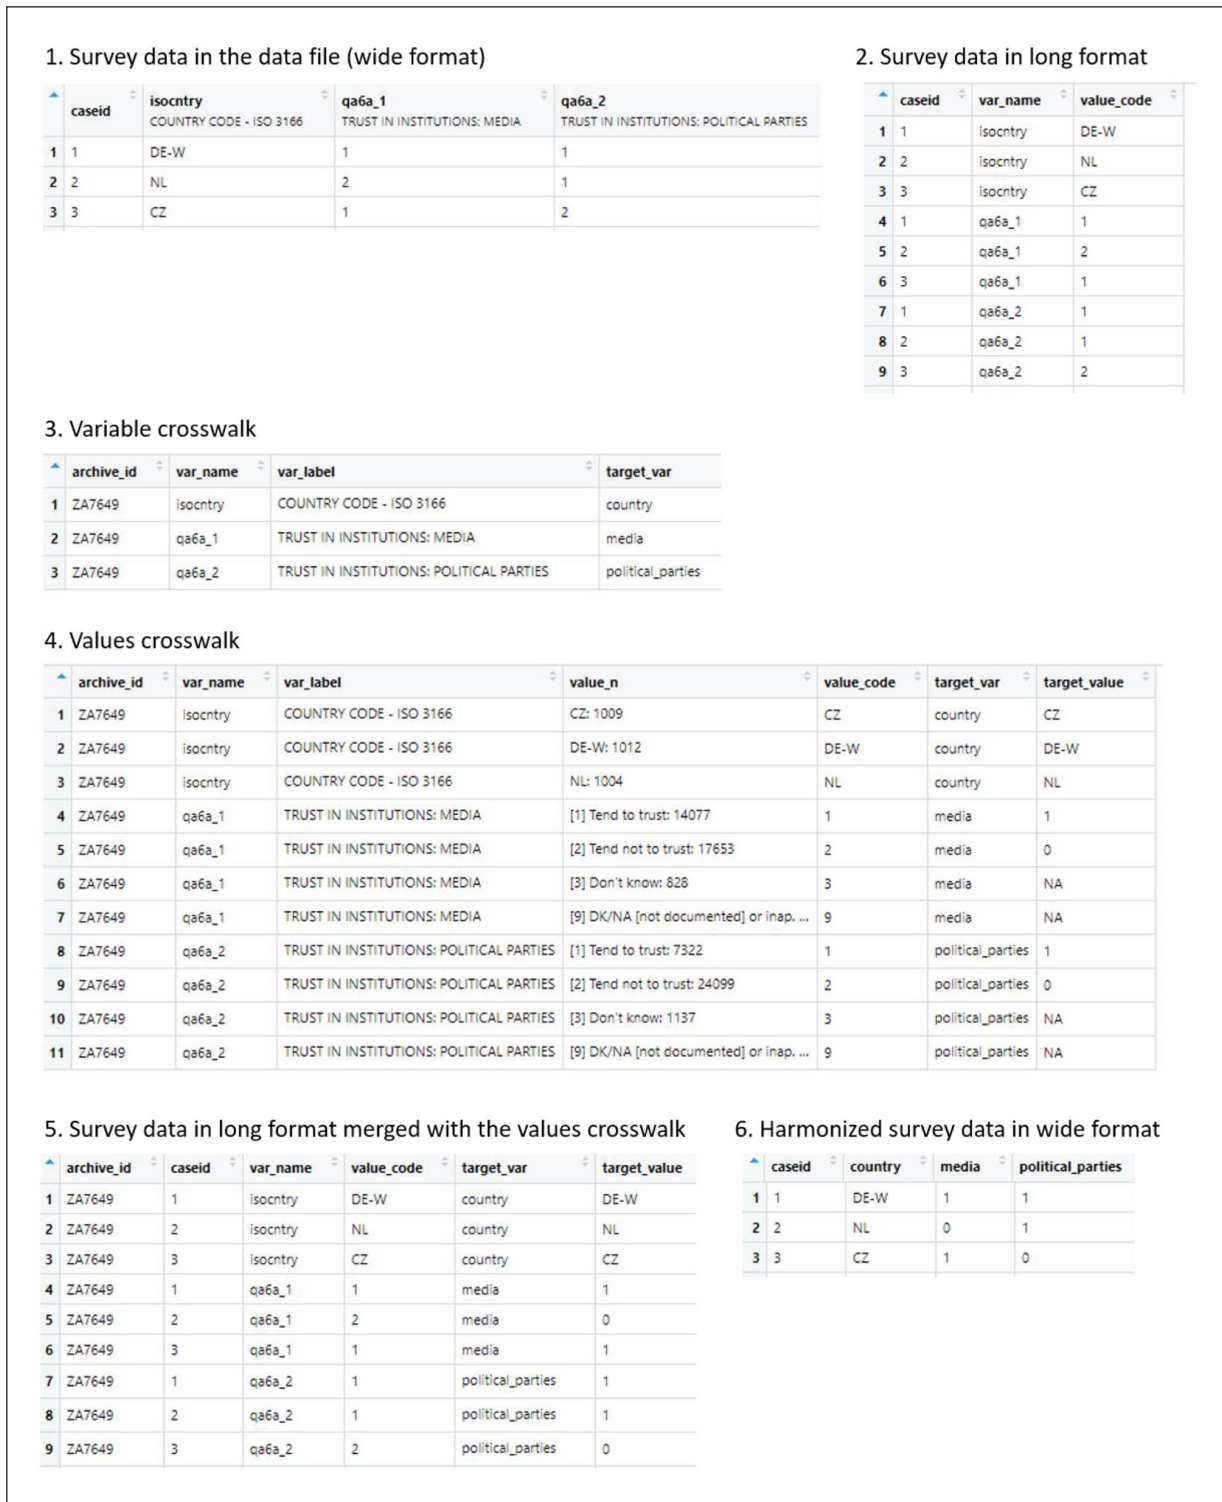 1. Survey data in the data file (wide format)
caseid isocntry qa6a_1 qa6a_2
COUNTRY CODE - ISO 3166 TRUST IN INSTITUTIONS: MEDIA TRUST IN INSTITUTIONS: POLITICAL PARTIES
1 1 DE-W 1 1
2 2 NL 2 1
3 3 CZ 1 2
2. Survey data in long format
caseid var_name value_code
1 1 isocntry DE-W
2 2 isocntry NL
3 3 isocntry CZ
4 1 qa6a_1 1
5 2 qa6a_1 2
6 3 qa6a_1 1
7 1 qa6a_2 1
8 2 qa6a_2 1
9 3 qa6a_2 2
3. Variable crosswalk
archive_id var_name var_label target_var
1 ZA7649 isocntry COUNTRY CODE - ISO 3166 country
2 ZA7649 qa6a_1 TRUST IN INSTITUTIONS: MEDIA media
3 ZA7649 qa6a_2 TRUST IN INSTITUTIONS: POLITICAL PARTIES political_parties
4. Values crosswalk
archive_id var_name var_label value_n value_code target_var target_value
1 ZA7649 isocntry COUNTRY CODE - ISO 3166 CZ: 1009 CZ country CZ
2 ZA7649 isocntry COUNTRY CODE - ISO 3166 DE-W: 1012 DE-W country DE-W
3 ZA7649 isocntry COUNTRY CODE - ISO 3166 NL: 1004 NL country NL
4 ZA7649 qa6a_1 TRUST IN INSTITUTIONS: MEDIA [1] Tend to trust: 14077 1 media 1
5 ZA7649 qa6a_1 TRUST IN INSTITUTIONS: MEDIA [2] Tend not to trust: 17653 2 media 0
6 ZA7649 qa6a_1 TRUST IN INSTITUTIONS: MEDIA [3] Don't know: 828 3 media NA
7 ZA7649 qa6a_1 TRUST IN INSTITUTIONS: MEDIA [9] DK/NA [not documented] or inap. ... 9 media NA
8 ZA7649 qa6a_2 TRUST IN INSTITUTIONS: POLITICAL PARTIES [1] Tend to trust: 7322 1 political_parties 1
9 ZA7649 qa6a_2 TRUST IN INSTITUTIONS: POLITICAL PARTIES [2] Tend not to trust: 24099 2 political_parties 0
10 ZA7649 qa6a_2 TRUST IN INSTITUTIONS: POLITICAL PARTIES [3] Don't know: 1137 3 political_parties NA
11 ZA7649 qa6a_2 TRUST IN INSTITUTIONS: POLITICAL PARTIES [9] DK/NA [not documented] or inap. ... 9 political_parties NA
5. Survey data in long format merged with the values crosswalk
archive_id caseid var_name value_code target_var target_value
1 ZA7649 1 isocntry DE-W country DE-W
2 ZA7649 2 isocntry NL country NL
3 ZA7649 3 isocntry CZ country CZ
4 ZA7649 1 qa6a_1 1 media 1
5 ZA7649 2 qa6a_1 2 media 0
6 ZA7649 3 qa6a_1 1 media 1
7 ZA7649 1 qa6a_2 1 political_parties 1
8 ZA7649 2 qa6a_2 1 political_parties 1
9 ZA7649 3 qa6a_2 2 political_parties 0
6. Harmonized survey data in wide format
caseid country media political_parties
1 1 DE-W 1 1
2 2 NL 0 1
3 3 CZ 1 0